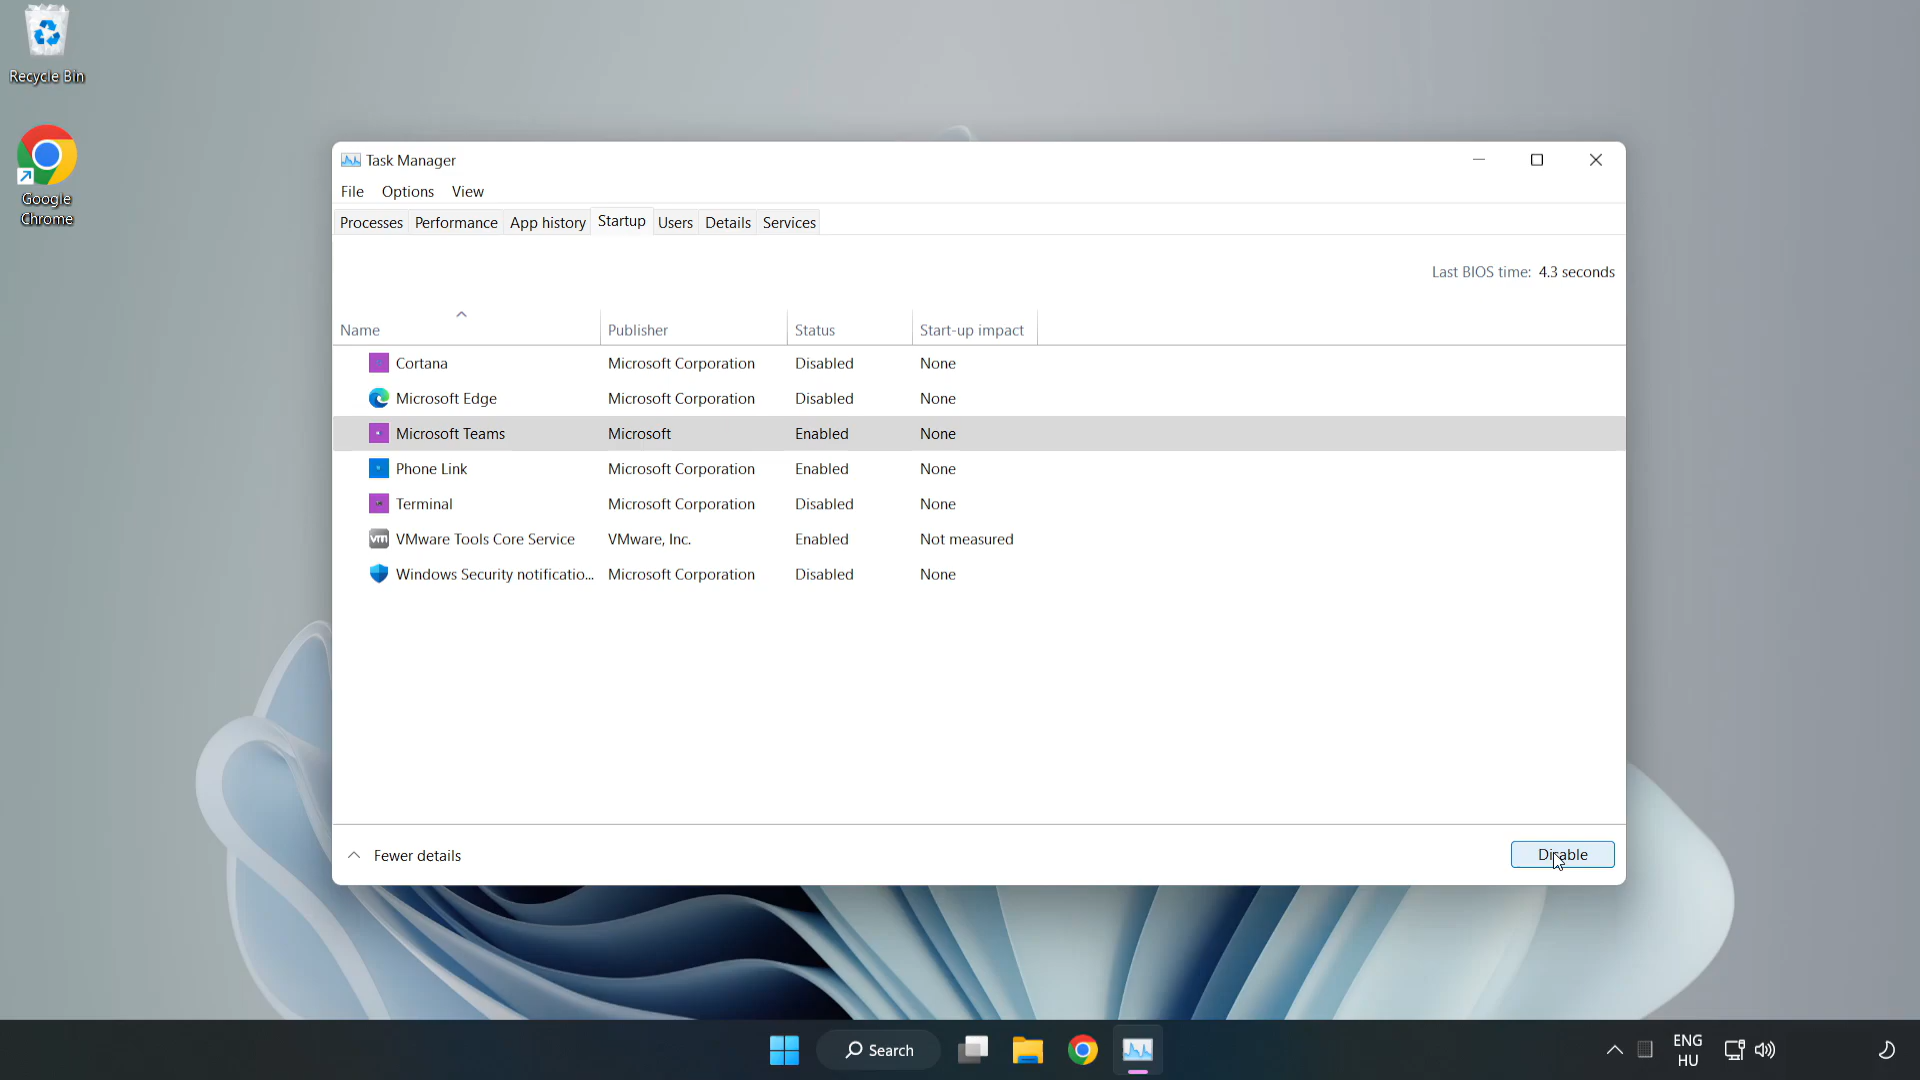 Recycle Bin
Google
Chrome
Task Manager
File Options View
Processes Performance App history Startup Users Details Services
Last BIOS time: 4.3 seconds
Name Publisher Status Start-up impact
Cortana Microsoft Corporation Disabled None
Microsoft Edge Microsoft Corporation Disabled None
Microsoft Teams Microsoft Enabled None
Phone Link Microsoft Corporation Enabled None
Terminal Microsoft Corporation Disabled None
vm VMware Tools Core Service VMware, Inc. Enabled Not measured
Windows Security notificatio... Microsoft Corporation Disabled None
Fewer details Disable
Search
ENG
HU